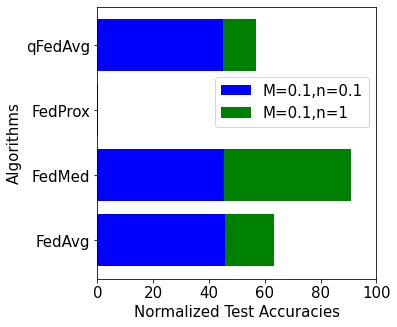 qFedAvg
FedProx
FedMed
FedAvg
Algorithms
M=0.1,n=0.1
M=0.1,n=1
0 20 40 60 80 100
Normalized Test Accuracies